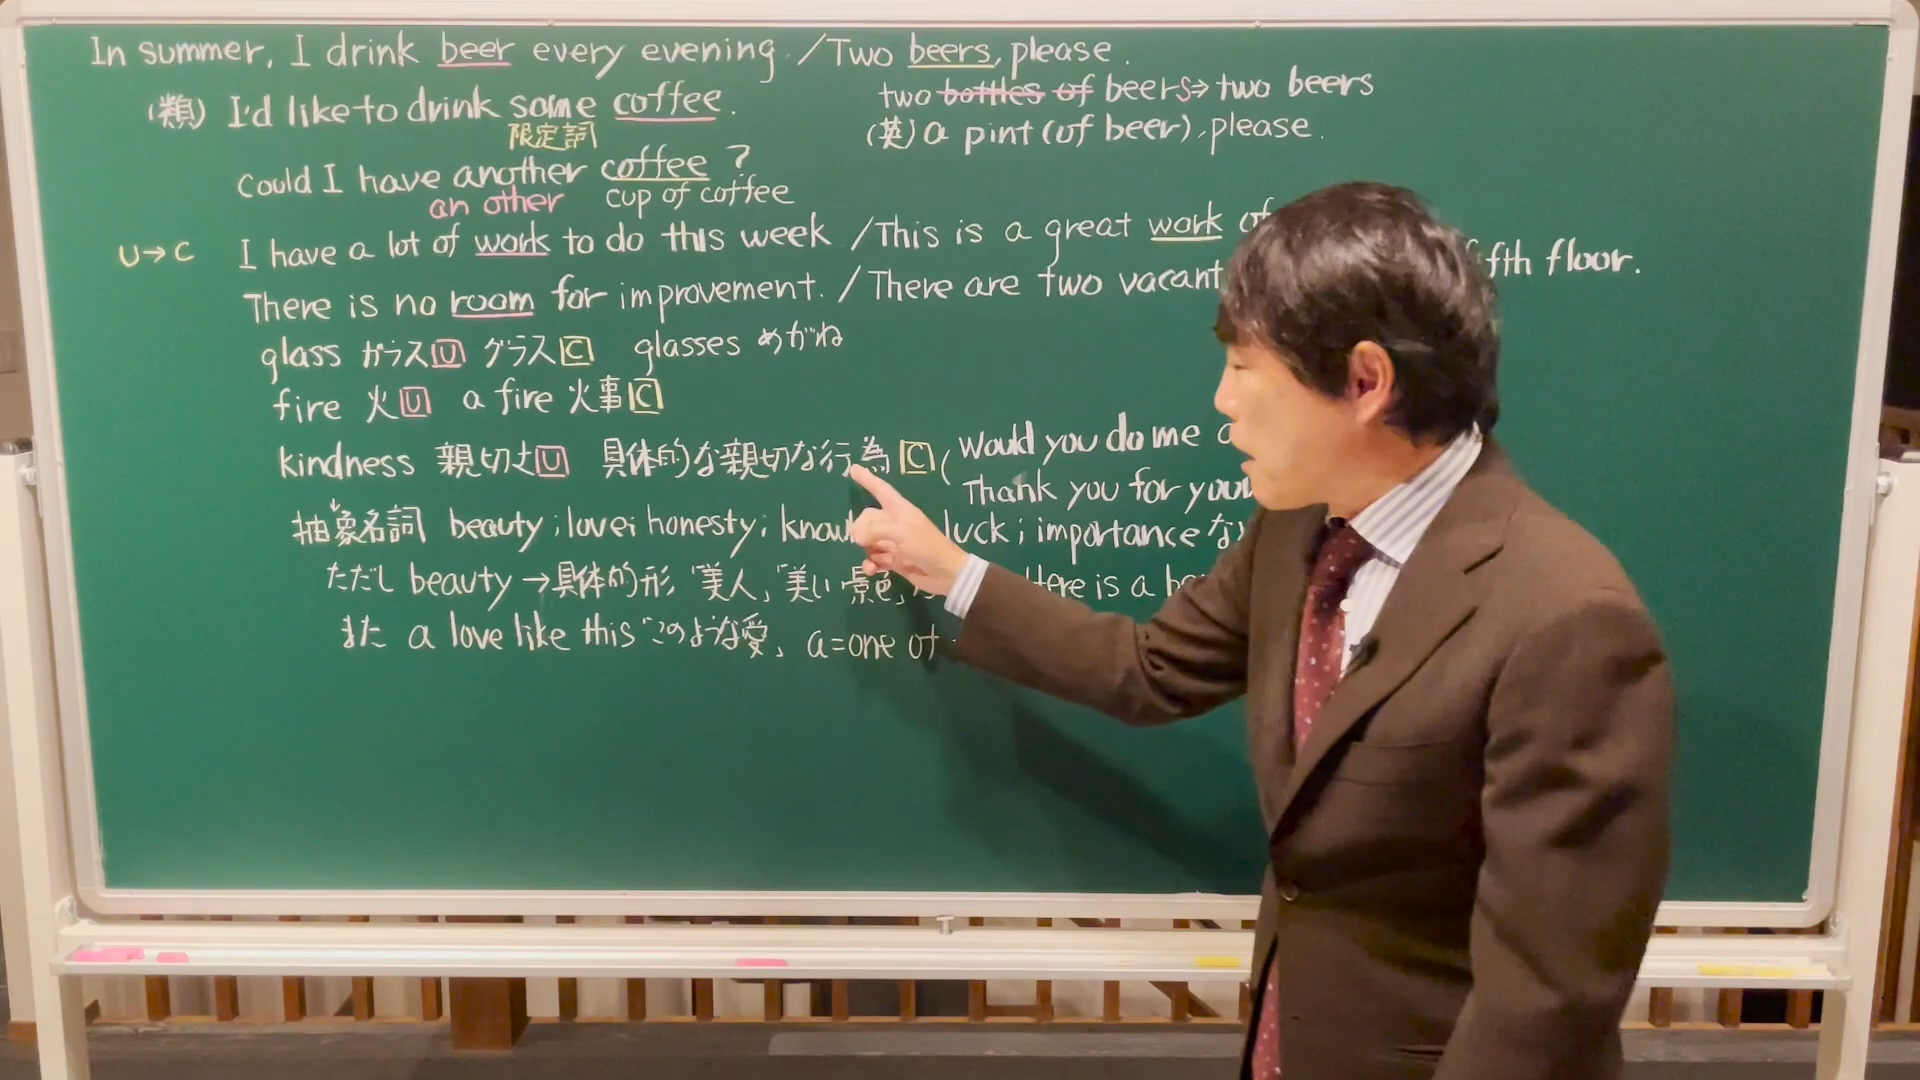 In summer, I drink beer every evening. / Two beers, please.
two bottles of beers⇒ two beers
(類) I'd like to drink some coffee.
限定詞
(英) a pint (of beer), please.
Could I have another coffee?
an other cup of coffee
U→C I have a lot of work to do this week / This is a great work of
There is no room for improvement. / There are two vacant fifth floor.
glass ガラス U グラス C glasses めがね
fire 火 U a fire 火事 C
kindness 親切さ U 具体的な親切な行為 C ( Would you do me a
Thank you for your
抽象名詞 beauty; love; honesty; luck; importance など
ただし beauty → 具体的形 「美人」「美しい景色」 Here is a
また a love like this「このような愛」 a=one of